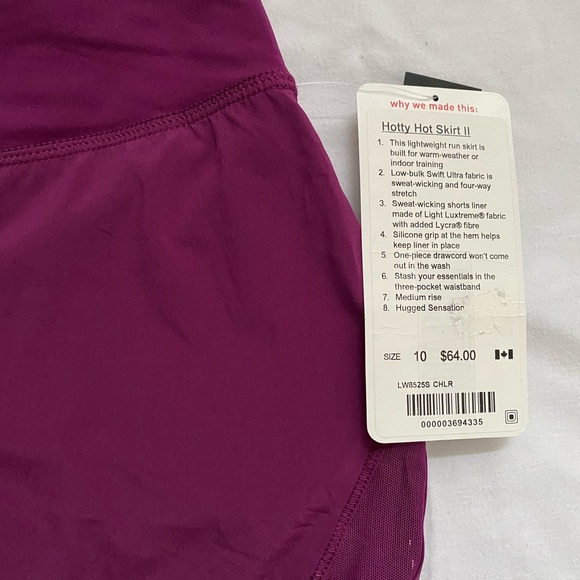 why we made this:
Hotty Hot Skirt II
1. This lightweight run skirt is
built for warm-weather or
indoor training
2. Low-bulk Swift Ultra fabric is
sweat-wicking and four-way
stretch
3. Sweat-wicking shorts liner
made of Light Luxtreme® fabric
with added Lycra® fibre
4. Silicone grip at the hem helps
keep liner in place
5. One-piece drawcord won't come
out in the wash
6. Stash your essentials in the
three-pocket waistband
7. Medium rise
8. Hugged Sensation
SIZE 10 $64.00
LW8525S CHLR
000003694335